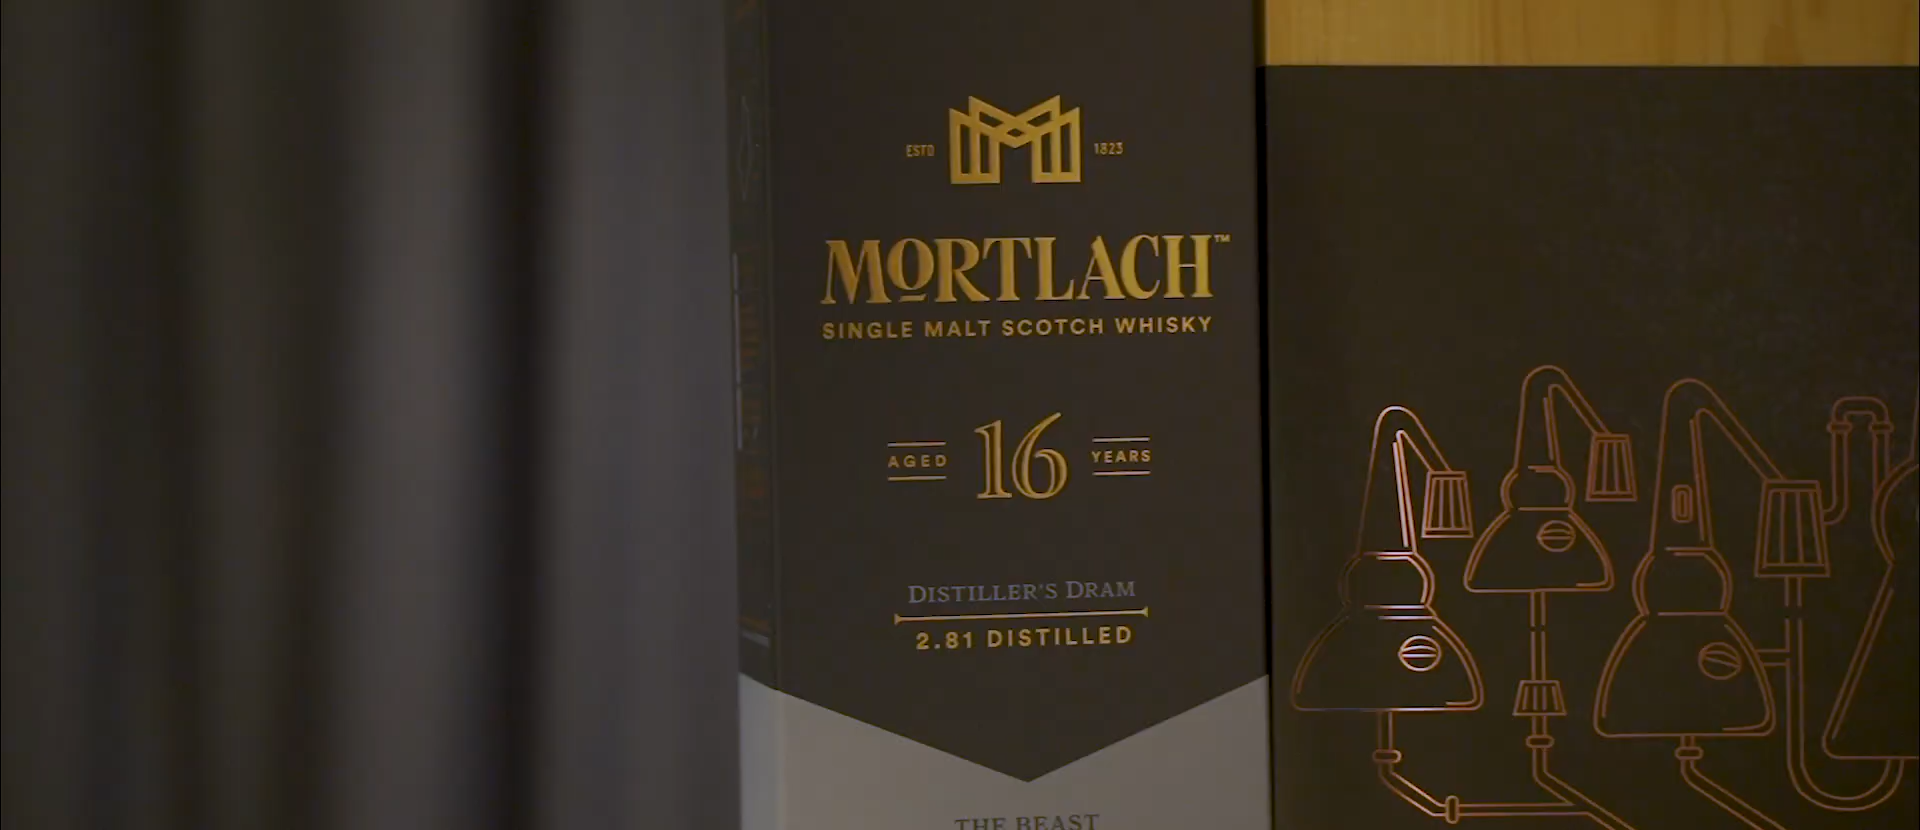 ESTD 1823
MORTLACH™
SINGLE MALT SCOTCH WHISKY
AGED 16 YEARS
DISTILLER'S DRAM
2.81 DISTILLED
THE BEAST